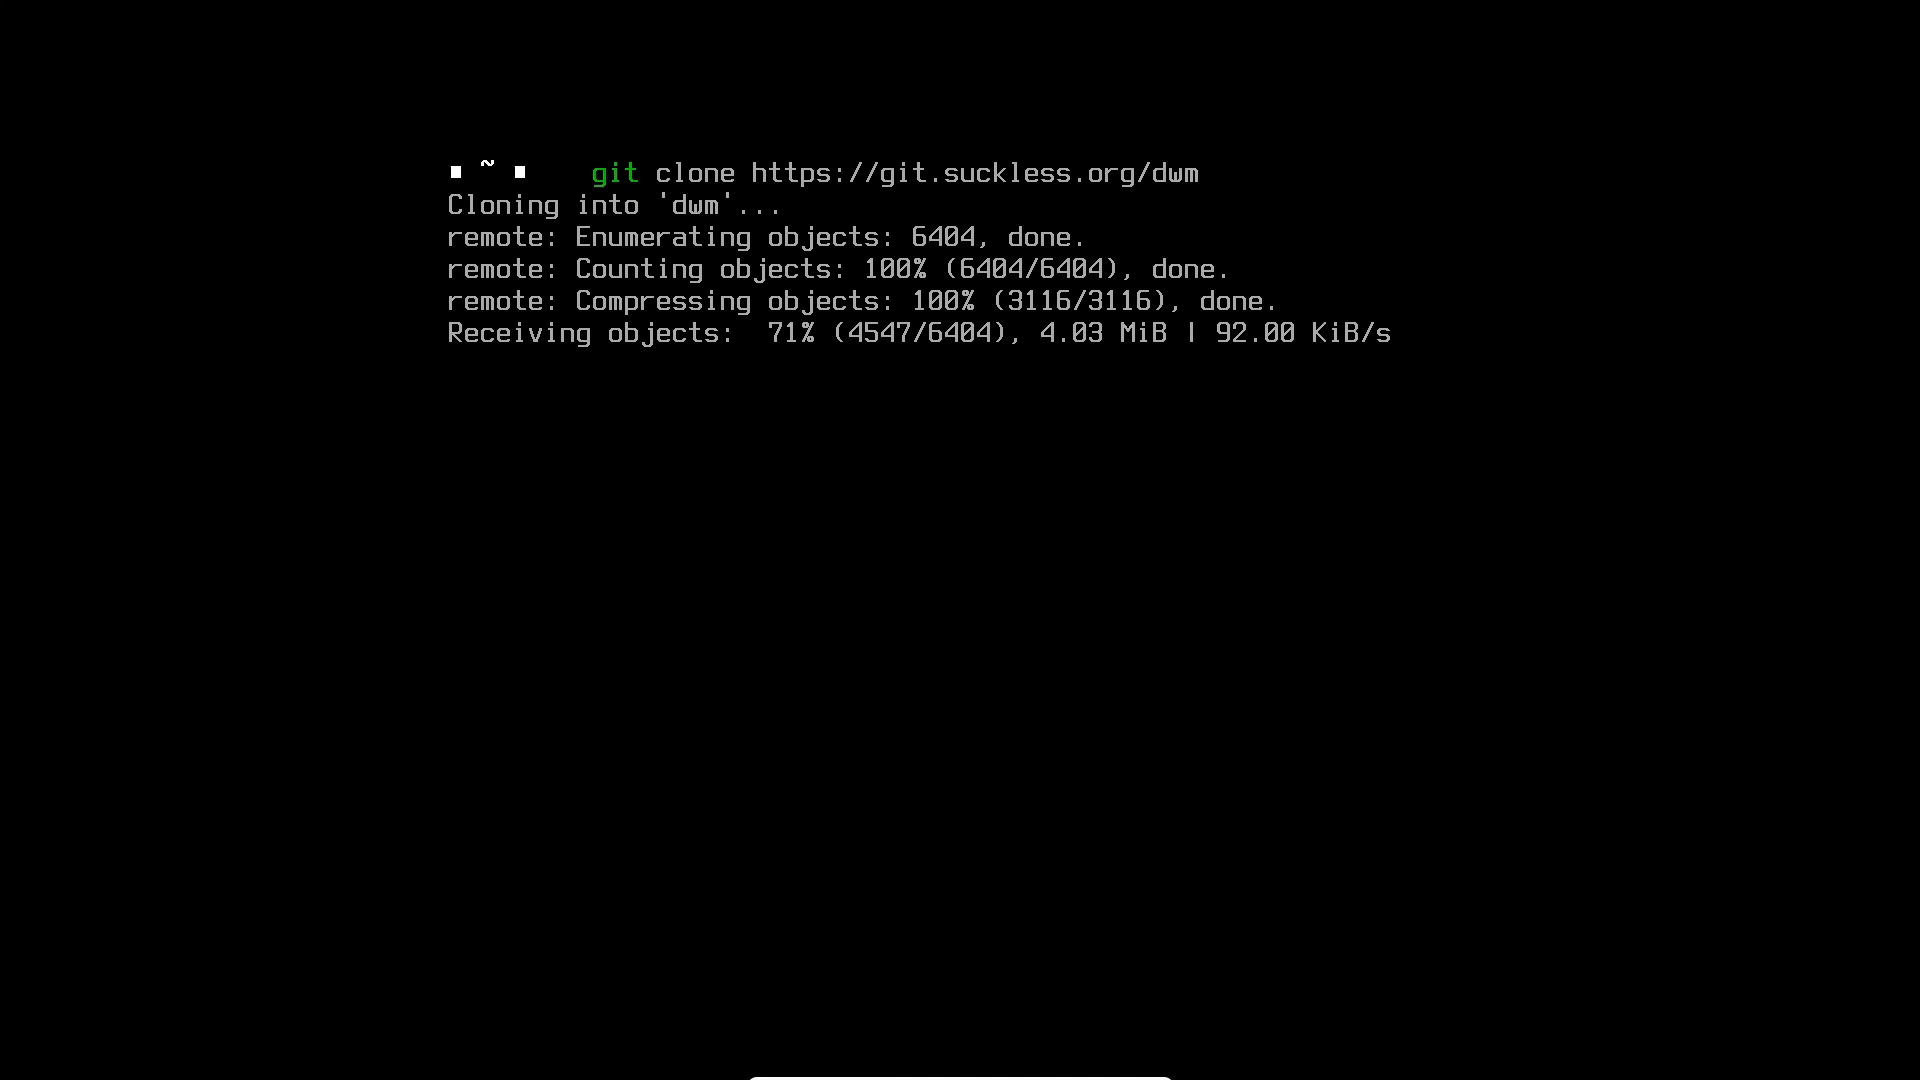 ▪ ~ ▪    git clone https://git.suckless.org/dwm
Cloning into 'dwm'...
remote: Enumerating objects: 6404, done.
remote: Counting objects: 100% (6404/6404), done.
remote: Compressing objects: 100% (3116/3116), done.
Receiving objects:  71% (4547/6404), 4.03 MiB | 92.00 KiB/s